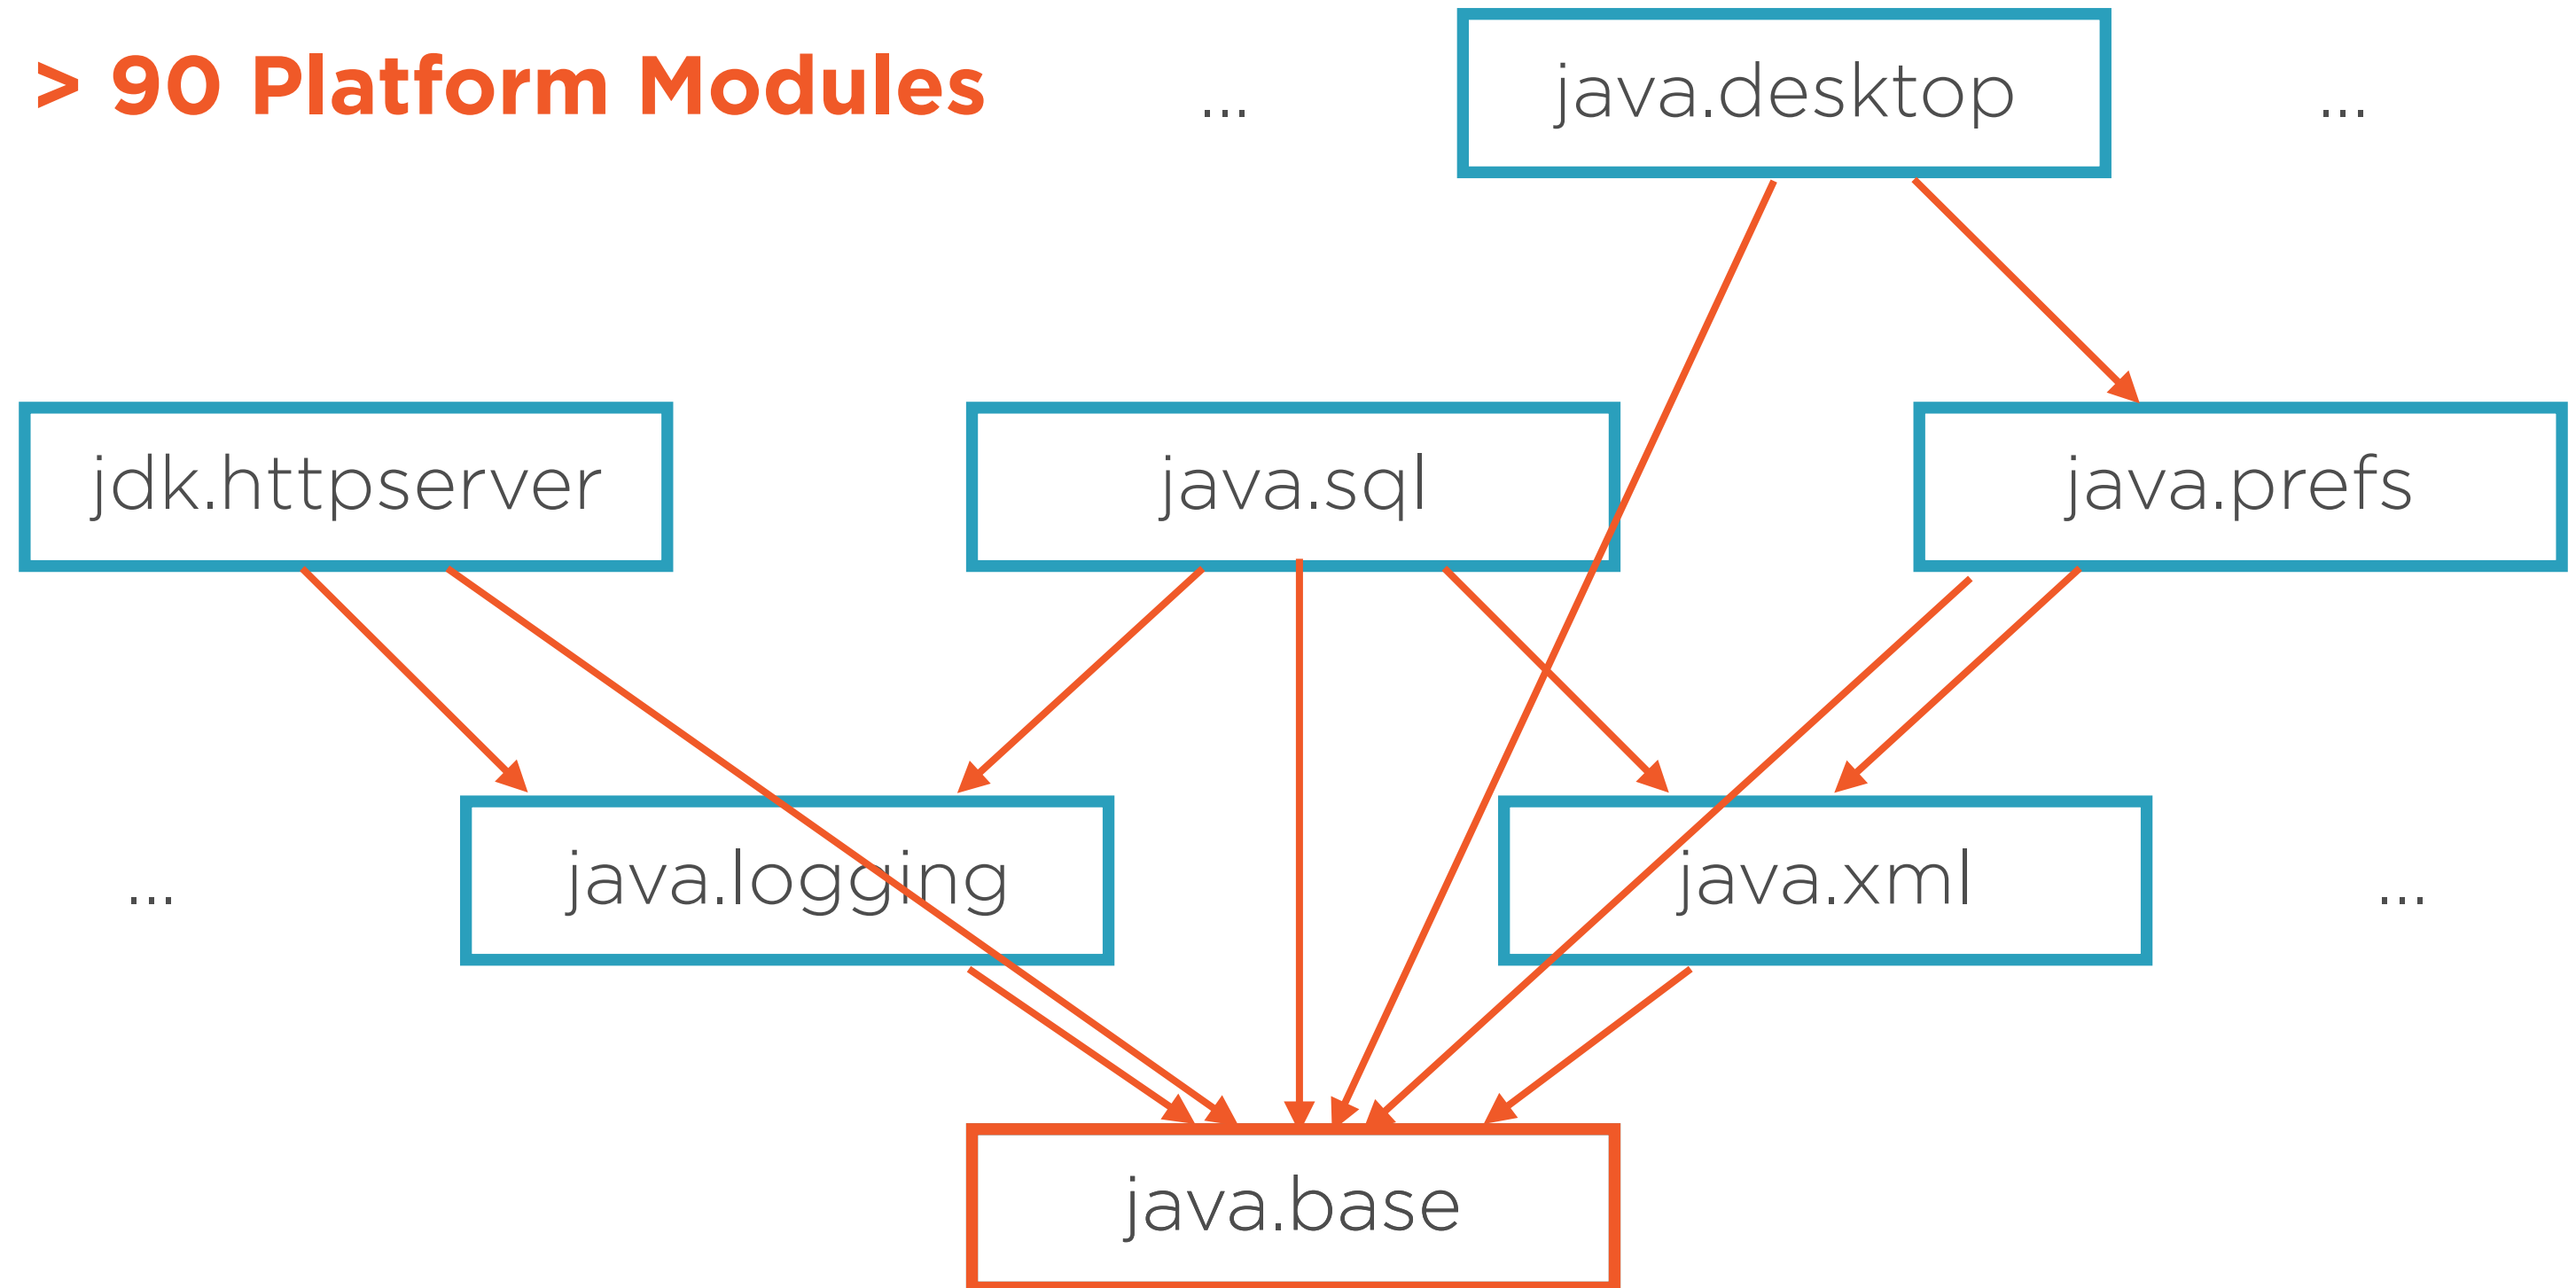 > 90 Platform Modules
...
java.desktop
...
jdk.httpserver
java.sql
java.prefs
...
java.logging
java.xml
...
java.base